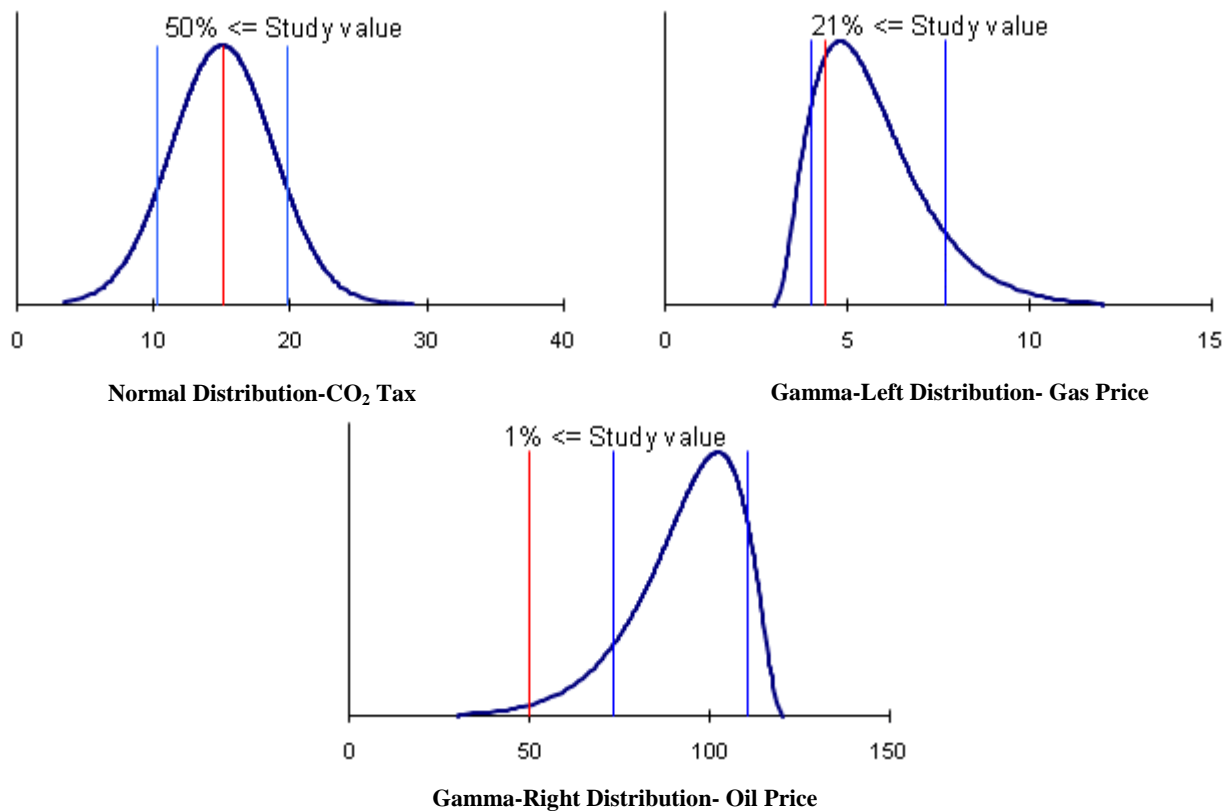 50% <= Study value
0 10 20 30 40
Normal Distribution-CO₂ Tax
21% <= Study value
0 5 10 15
Gamma-Left Distribution- Gas Price
1% <= Study value
0 50 100 150
Gamma-Right Distribution- Oil Price